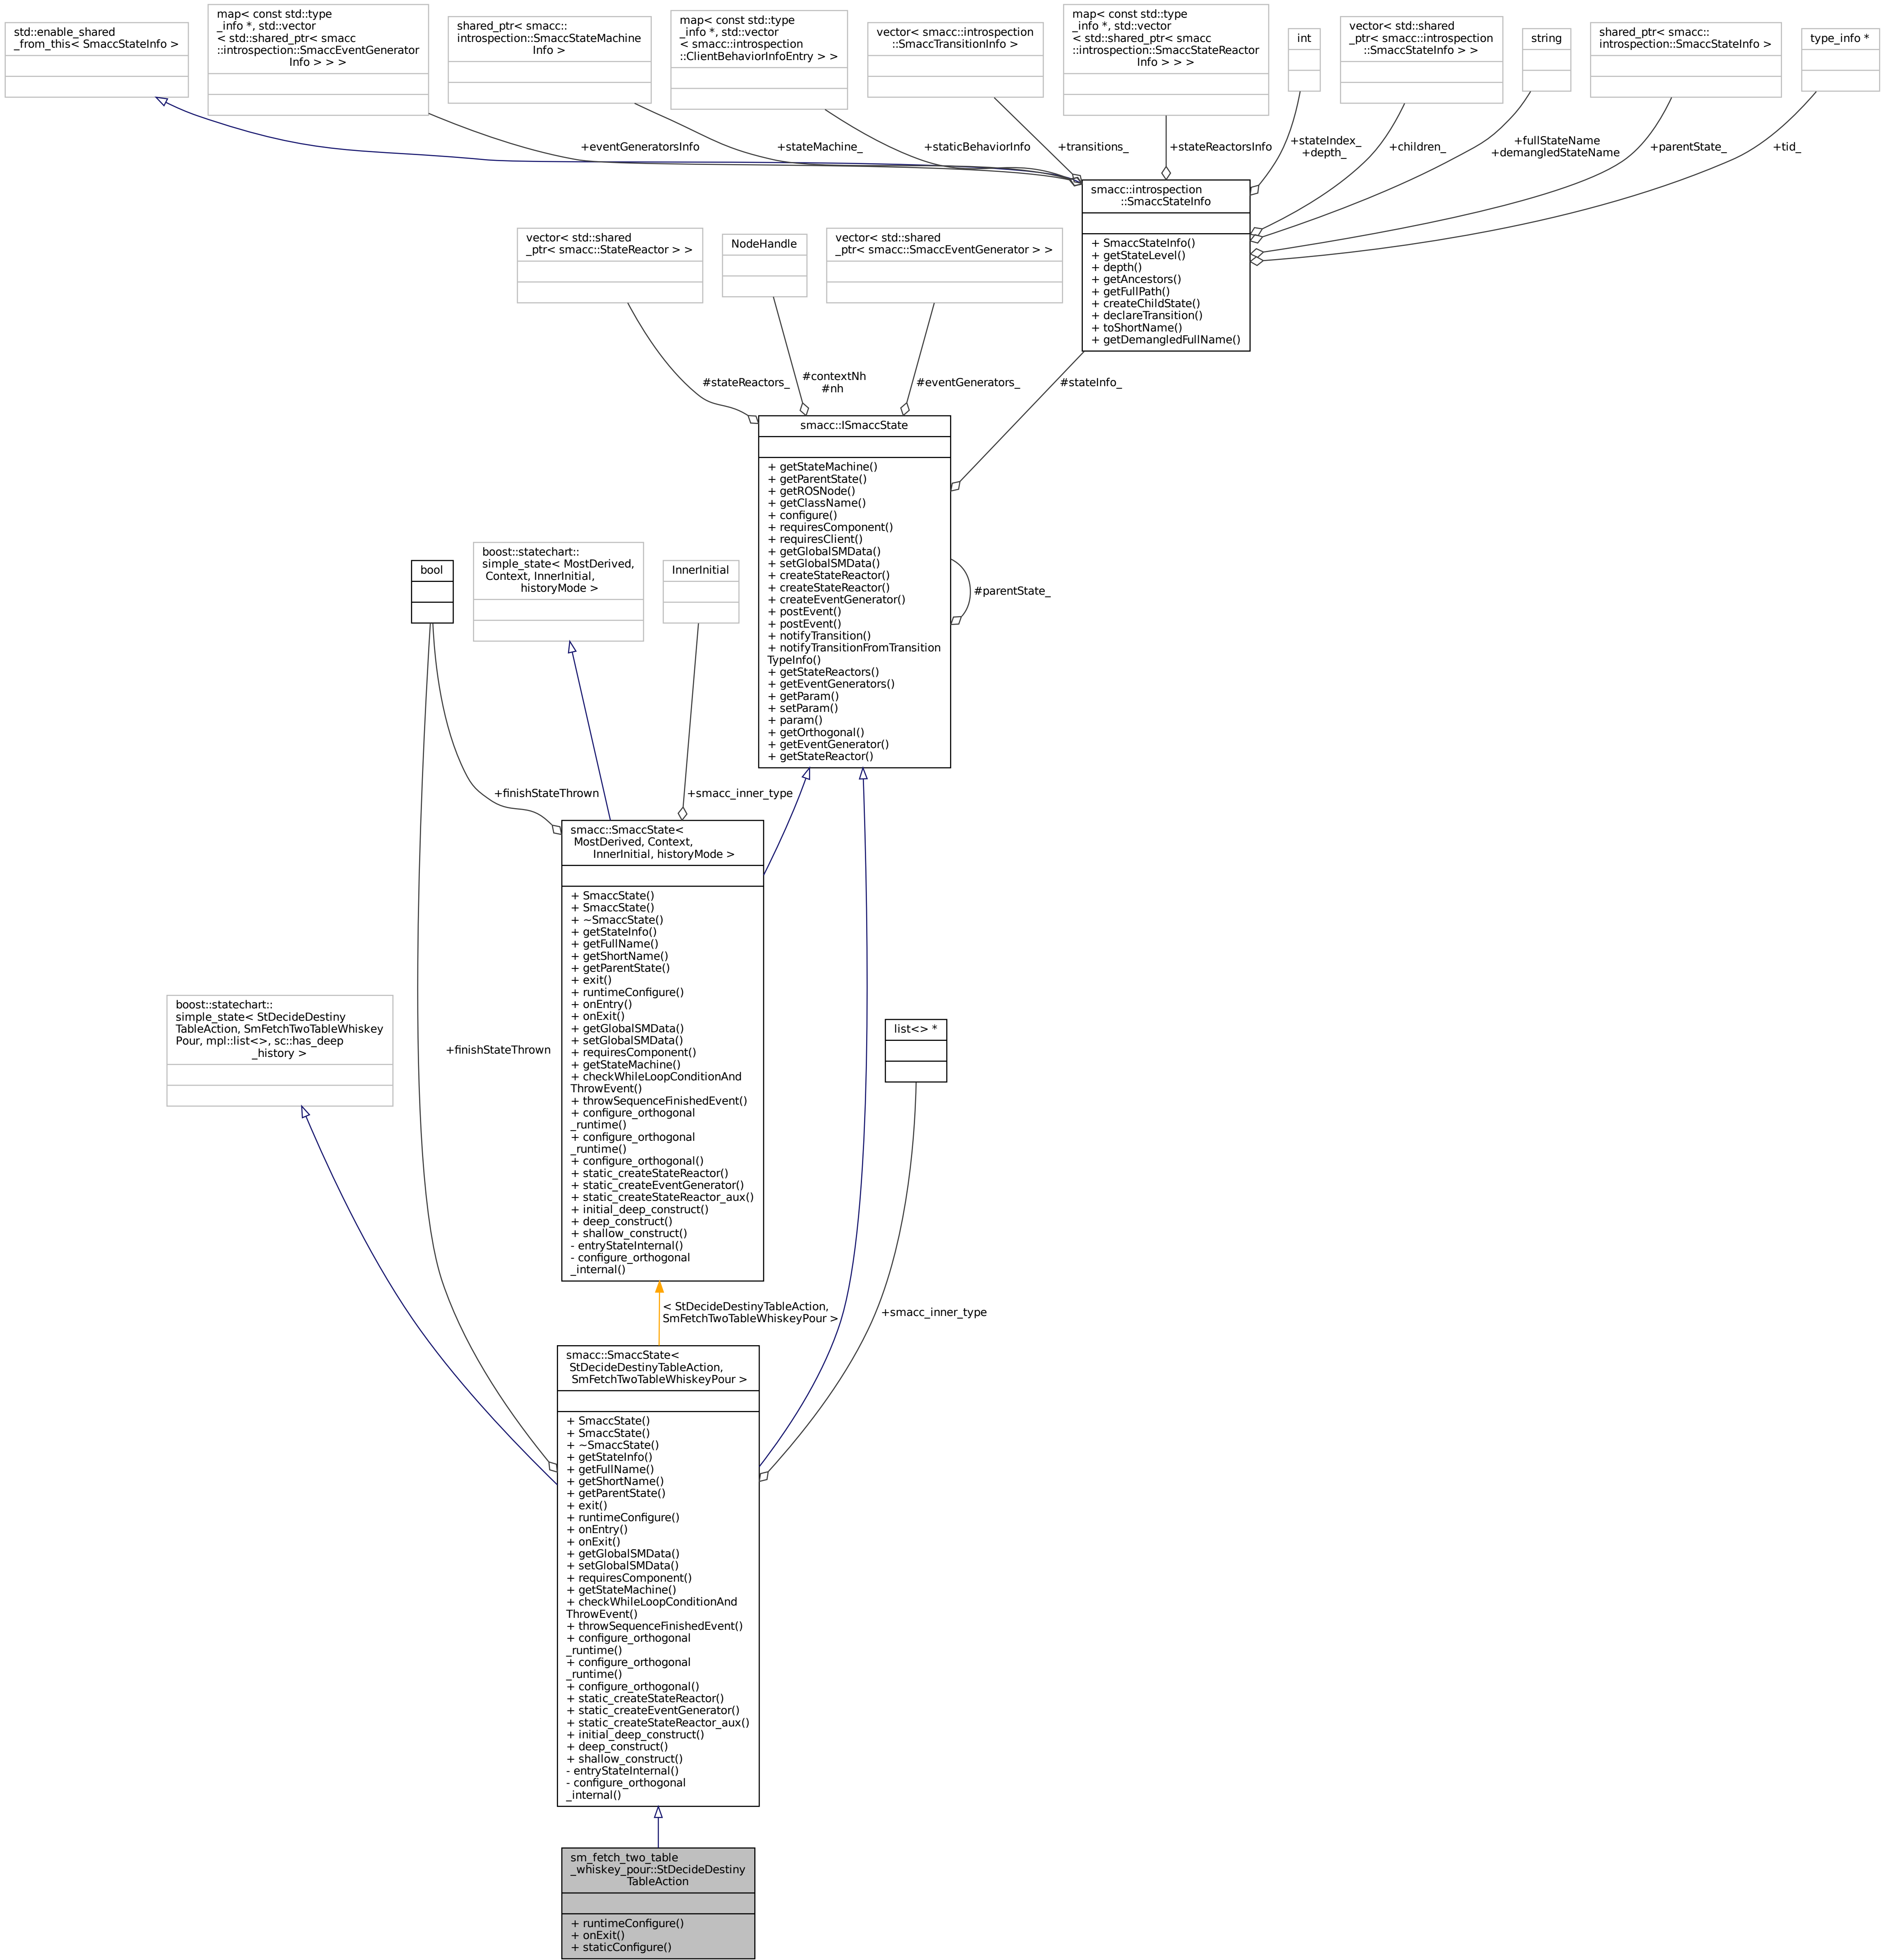 std::enable_shared
_from_this< SmaccStateInfo >
map< const std::type
_info *, std::vector
< std::shared_ptr< smacc
::introspection::SmaccEventGenerator
Info > > >
shared_ptr< smacc::
introspection::SmaccStateMachine
Info >
map< const std::type
_info *, std::vector
< smacc::introspection
::ClientBehaviorInfoEntry > >
vector< smacc::introspection
::SmaccTransitionInfo >
map< const std::type
_info *, std::vector
< std::shared_ptr< smacc
::introspection::SmaccStateReactor
Info > > >
int
vector< std::shared
_ptr< smacc::introspection
::SmaccStateInfo > >
string
shared_ptr< smacc::
introspection::SmaccStateInfo >
type_info *
+eventGeneratorsInfo
+stateMachine_
+staticBehaviorInfo
+transitions_
+stateReactorsInfo
+stateIndex_
+depth_
+children_
+fullStateName
+demangledStateName
+parentState_
+tid_
smacc::introspection
::SmaccStateInfo
+ SmaccStateInfo()
+ getStateLevel()
+ depth()
+ getAncestors()
+ getFullPath()
+ createChildState()
+ declareTransition()
+ toShortName()
+ getDemangledFullName()
vector< std::shared
_ptr< smacc::StateReactor > >
NodeHandle
vector< std::shared
_ptr< smacc::SmaccEventGenerator > >
#stateReactors_
#contextNh
#nh
#eventGenerators_
#stateInfo_
smacc::ISmaccState
+ getStateMachine()
+ getParentState()
+ getROSNode()
+ getClassName()
+ configure()
+ requiresComponent()
+ requiresClient()
+ getGlobalSMData()
+ setGlobalSMData()
+ createStateReactor()
+ createStateReactor()
+ createEventGenerator()
+ postEvent()
+ postEvent()
+ notifyTransition()
+ notifyTransitionFromTransition
TypeInfo()
+ getStateReactors()
+ getEventGenerators()
+ getParam()
+ setParam()
+ param()
+ getOrthogonal()
+ getEventGenerator()
+ getStateReactor()
#parentState_
bool
boost::statechart::
simple_state< MostDerived,
Context, InnerInitial,
historyMode >
InnerInitial
+finishStateThrown
+smacc_inner_type
smacc::SmaccState<
MostDerived, Context,
InnerInitial, historyMode >
+ SmaccState()
+ SmaccState()
+ ~SmaccState()
+ getStateInfo()
+ getFullName()
+ getShortName()
+ getParentState()
+ exit()
+ runtimeConfigure()
+ onEntry()
+ onExit()
+ getGlobalSMData()
+ setGlobalSMData()
+ requiresComponent()
+ getStateMachine()
+ checkWhileLoopConditionAnd
ThrowEvent()
+ throwSequenceFinishedEvent()
+ configure_orthogonal
_runtime()
+ configure_orthogonal
_runtime()
+ configure_orthogonal()
+ static_createStateReactor()
+ static_createEventGenerator()
+ static_createStateReactor_aux()
+ initial_deep_construct()
+ deep_construct()
+ shallow_construct()
- entryStateInternal()
- configure_orthogonal
_internal()
boost::statechart::
simple_state< StDecideDestiny
TableAction, SmFetchTwoTableWhiskey
Pour, mpl::list<>, sc::has_deep
_history >
+finishStateThrown
list<> *
< StDecideDestinyTableAction,
SmFetchTwoTableWhiskeyPour >
+smacc_inner_type
smacc::SmaccState<
StDecideDestinyTableAction,
SmFetchTwoTableWhiskeyPour >
+ SmaccState()
+ SmaccState()
+ ~SmaccState()
+ getStateInfo()
+ getFullName()
+ getShortName()
+ getParentState()
+ exit()
+ runtimeConfigure()
+ onEntry()
+ onExit()
+ getGlobalSMData()
+ setGlobalSMData()
+ requiresComponent()
+ getStateMachine()
+ checkWhileLoopConditionAnd
ThrowEvent()
+ throwSequenceFinishedEvent()
+ configure_orthogonal
_runtime()
+ configure_orthogonal
_runtime()
+ configure_orthogonal()
+ static_createStateReactor()
+ static_createEventGenerator()
+ static_createStateReactor_aux()
+ initial_deep_construct()
+ deep_construct()
+ shallow_construct()
- entryStateInternal()
- configure_orthogonal
_internal()
sm_fetch_two_table
_whiskey_pour::StDecideDestiny
TableAction
+ runtimeConfigure()
+ onExit()
+ staticConfigure()